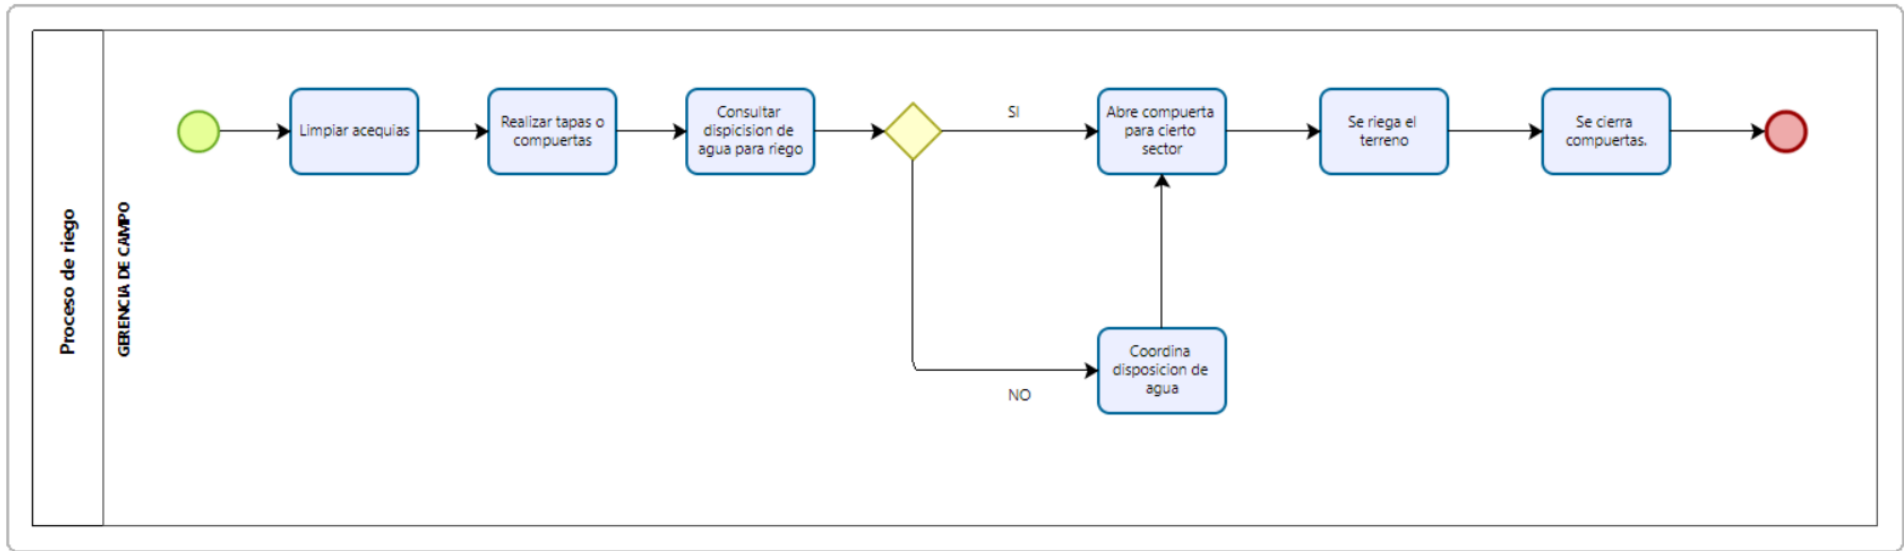 Proceso de riego
GERENCIA DE CAMPO
Limpiar acequias
Realizar tapas o
compuertas
Consultar
dispicision de
agua para riego
SI
Abre compuerta
para cierto
sector
Se riega el
terreno
Se cierra
compuertas.
NO
Coordina
disposicion de
agua